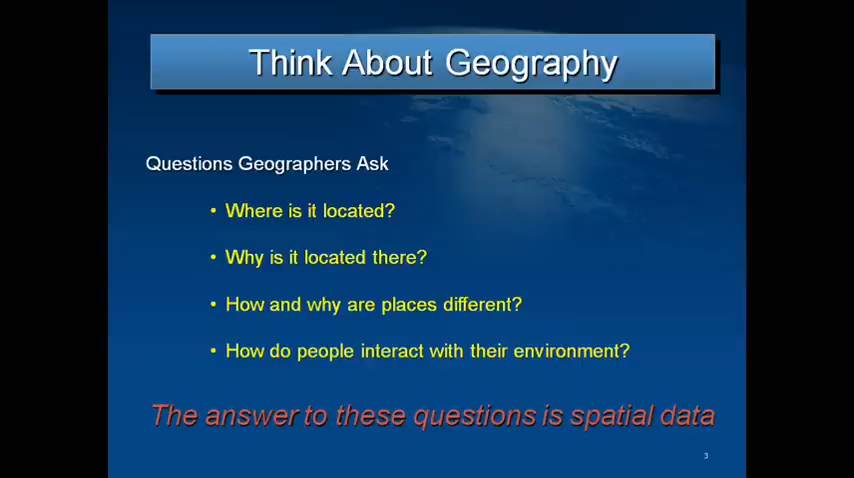 Think About Geography
Questions Geographers Ask
• Where is it located?
• Why is it located there?
• How and why are places different?
• How do people interact with their environment?
The answer to these questions is spatial data
3